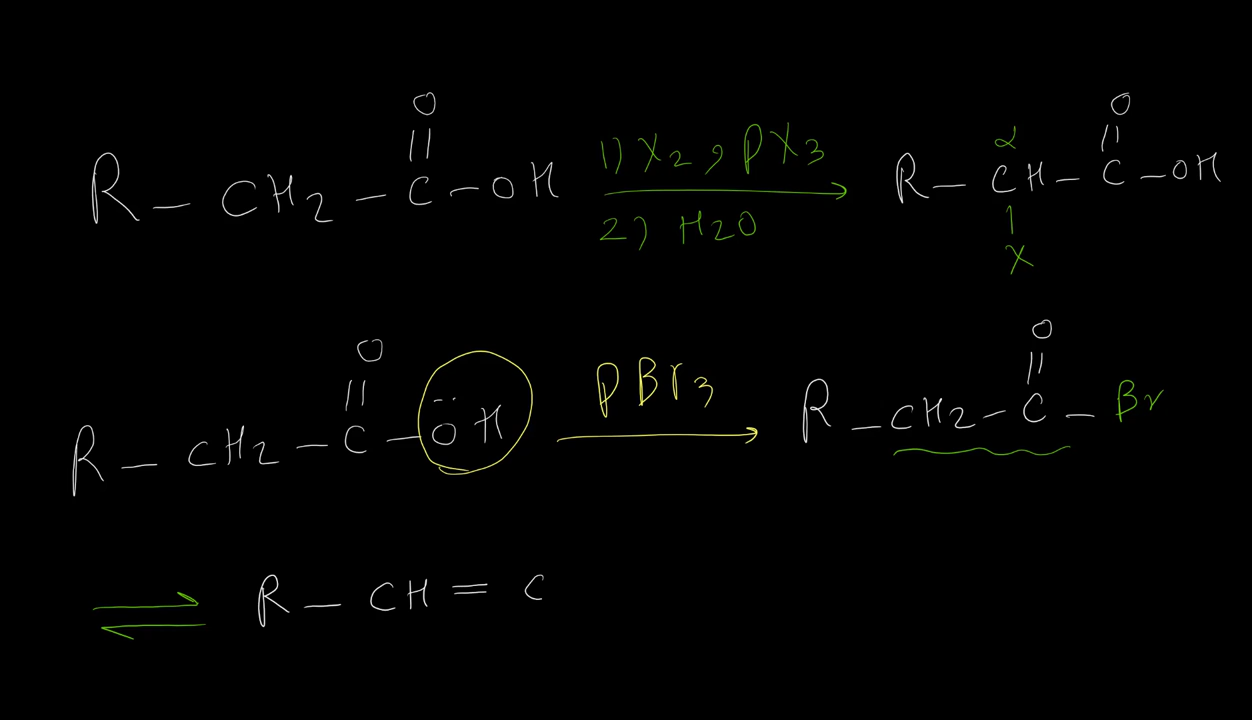 R – CH2 – C(=O) – OH 1) X2, PX3 2) H2O → R – CH(α)(X) – C(=O) – OH
R – CH2 – C(=O) – ÖH PBr3 → R – CH2 – C(=O) – Br
⇌ R – CH = C